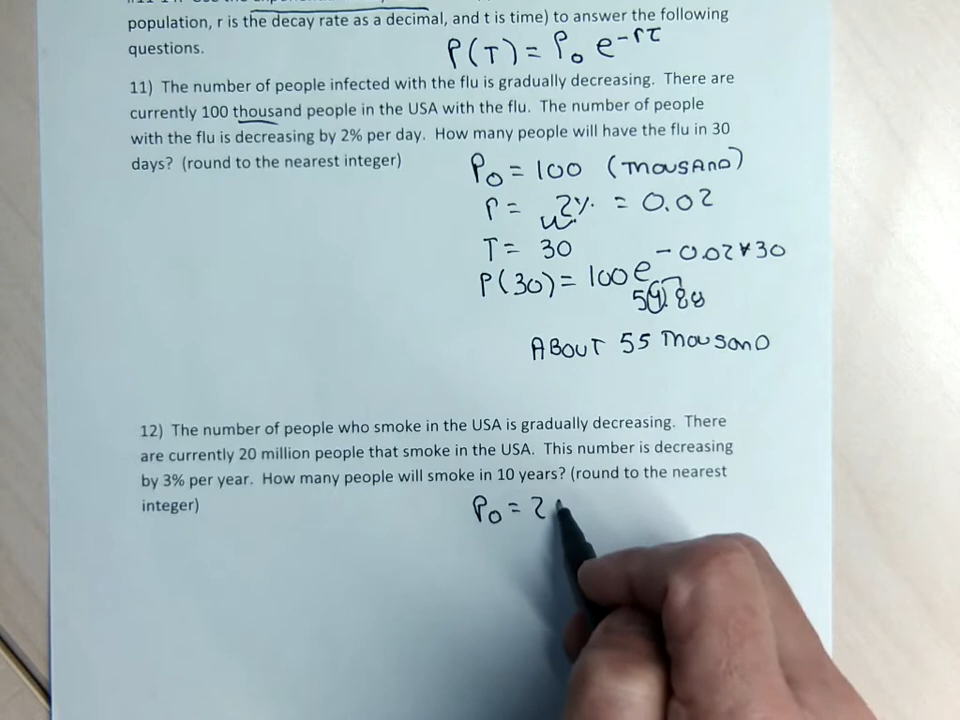 population, r is the decay rate as a decimal, and t is time) to answer the following
questions.
P(T) = P₀ e^-rt
11) The number of people infected with the flu is gradually decreasing. There are
currently 100 thousand people in the USA with the flu. The number of people
with the flu is decreasing by 2% per day. How many people will have the flu in 30
days? (round to the nearest integer)
P₀ = 100 (THOUSAND)
r = 2% = 0.02
T = 30
P(30) = 100e^-0.02*30
54.88
ABOUT 55 THOUSAND
12) The number of people who smoke in the USA is gradually decreasing. There
are currently 20 million people that smoke in the USA. This number is decreasing
by 3% per year. How many people will smoke in 10 years? (round to the nearest
integer)
P₀ = 2